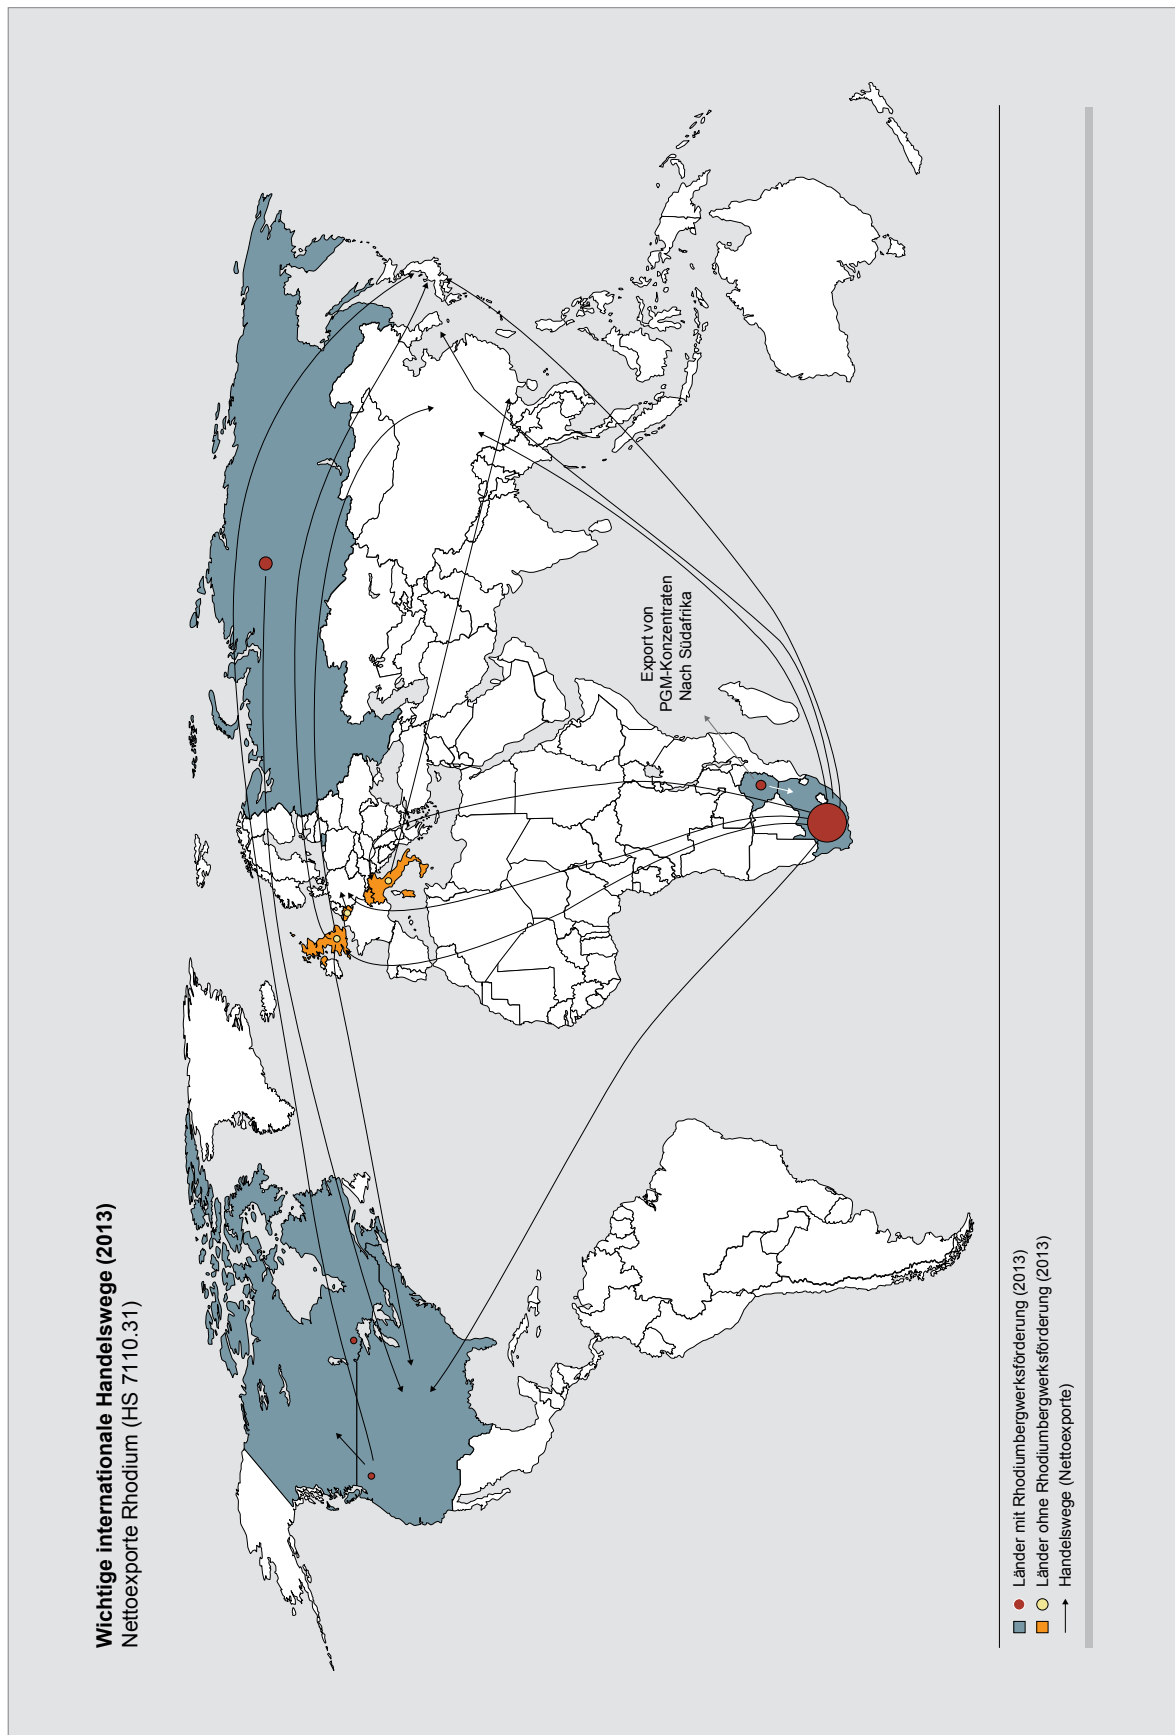 Wichtige internationale Handelswege (2013)
Nettoexporte Rhodium (HS 7110.31)
Export von
PGM-Konzentraten
Nach Südafrika
Länder mit Rhodiumbergwerksförderung (2013)
Länder ohne Rhodiumbergwerksförderung (2013)
Handelswege (Nettoexporte)